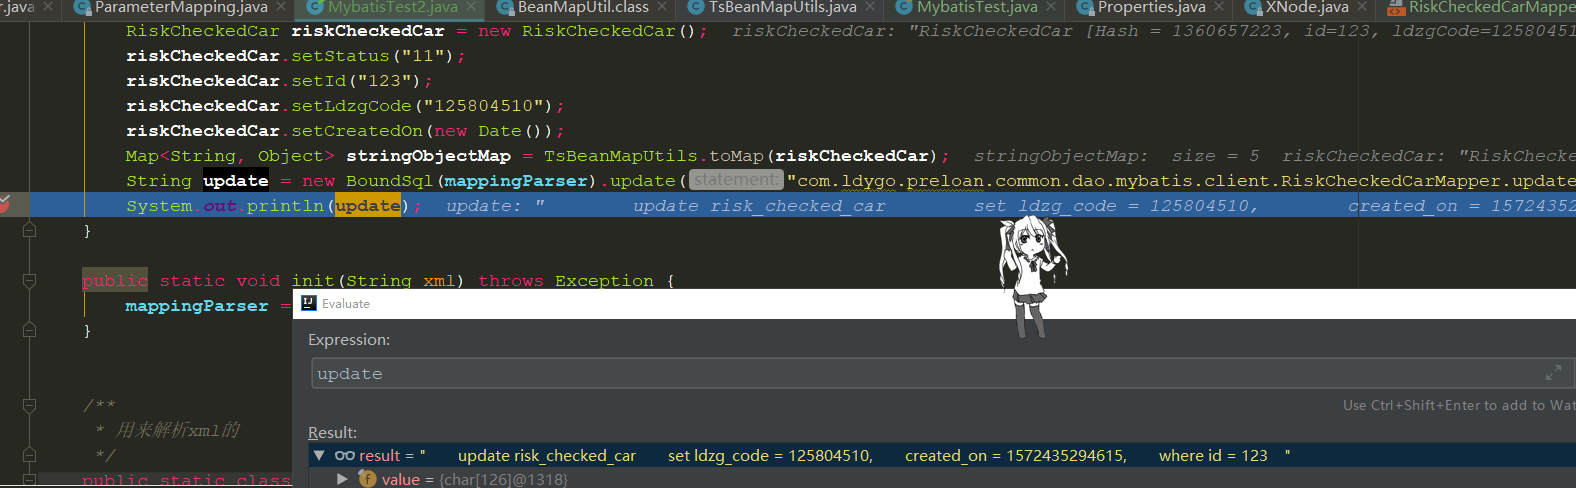 r.java × ParameterMapping.java × MybatisTest2.java × BeanMapUtil.class × TsBeanMapUtils.java × MybatisTest.java × Properties.java × XNode.java × RiskCheckedCarMappe
RiskCheckedCar riskCheckedCar = new RiskCheckedCar(); riskCheckedCar: "RiskCheckedCar [Hash = 1360657223, id=123, ldzgCode=12580451
riskCheckedCar.setStatus("11");
riskCheckedCar.setId("123");
riskCheckedCar.setLdzgCode("125804510");
riskCheckedCar.setCreatedOn(new Date());
Map<String, Object> stringObjectMap = TsBeanMapUtils.toMap(riskCheckedCar); stringObjectMap: size = 5 riskCheckedCar: "RiskChecke
String update = new BoundSql(mappingParser).update( statement: "com.ldygo.preloan.common.dao.mybatis.client.RiskCheckedCarMapper.update
System.out.println(update); update: " update risk_checked_car set ldzg_code = 125804510, created_on = 15724352
}
public static void init(String xml) throws Exception {
mappingParser =
}
Evaluate
Expression:
update
Use Ctrl+Shift+Enter to add to Wat
/**
* 用来解析xml的
*/
public static class
Result:
result = " update risk_checked_car set ldzg_code = 125804510, created_on = 1572435294615, where id = 123 "
value = {char[126]@1318}